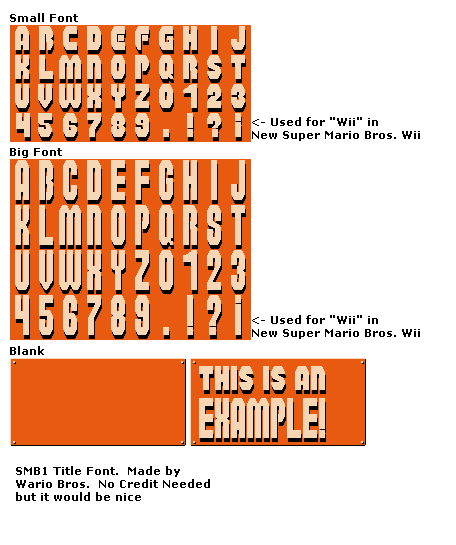 Small Font
A B C D E F G H I J
K L M N O P Q R S T
U V W X Y Z 0 1 2 3
4 5 6 7 8 9 . ! ? i
<- Used for "Wii" in
New Super Mario Bros. Wii
Big Font
A B C D E F G H I J
K L M N O P Q R S T
U V W X Y Z 0 1 2 3
4 5 6 7 8 9 . ! ? i
<- Used for "Wii" in
New Super Mario Bros. Wii
Blank
THIS IS AN
EXAMPLE!
SMB1 Title Font. Made by
Wario Bros. No Credit Needed
but it would be nice